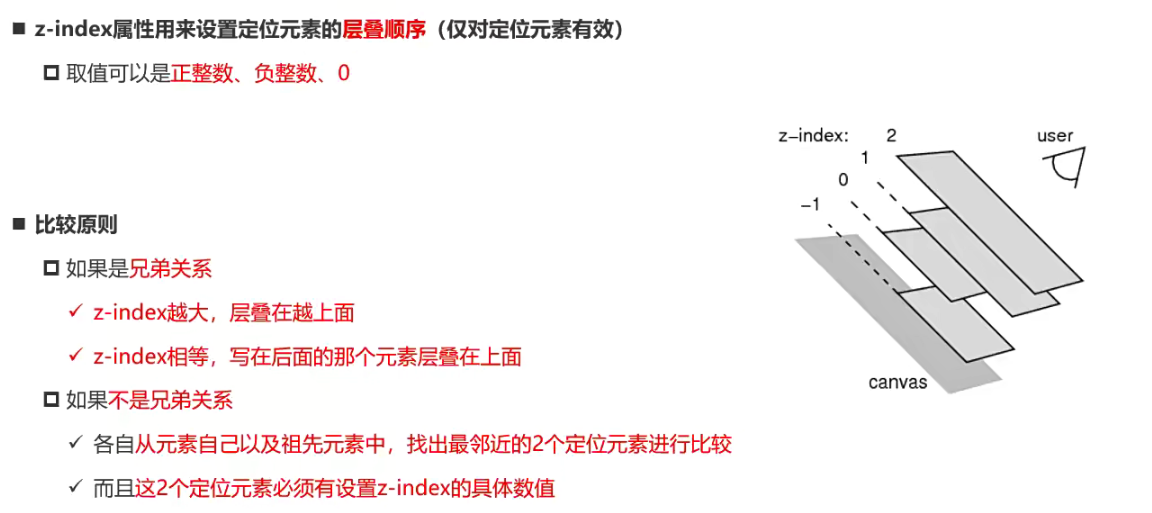 z-index属性用来设置定位元素的层叠顺序（仅对定位元素有效）
取值可以是正整数、负整数、0
z-index: 2
user
1
0
-1
canvas
比较原则
如果是兄弟关系
z-index越大，层叠在越上面
z-index相等，写在后面的那个元素层叠在上面
如果不是兄弟关系
各自从元素自己以及祖先元素中，找出最邻近的2个定位元素进行比较
而且这2个定位元素必须有设置z-index的具体数值